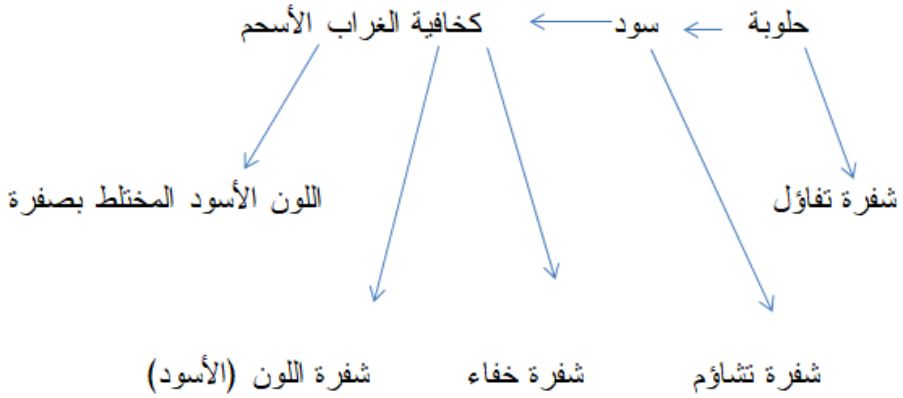 حلوبة سود كخافية الغراب الأسحم
شفرة تفاؤل اللون الأسود المختلط بصفرة
شفرة تشاؤم شفرة خفاء شفرة اللون (الأسود)